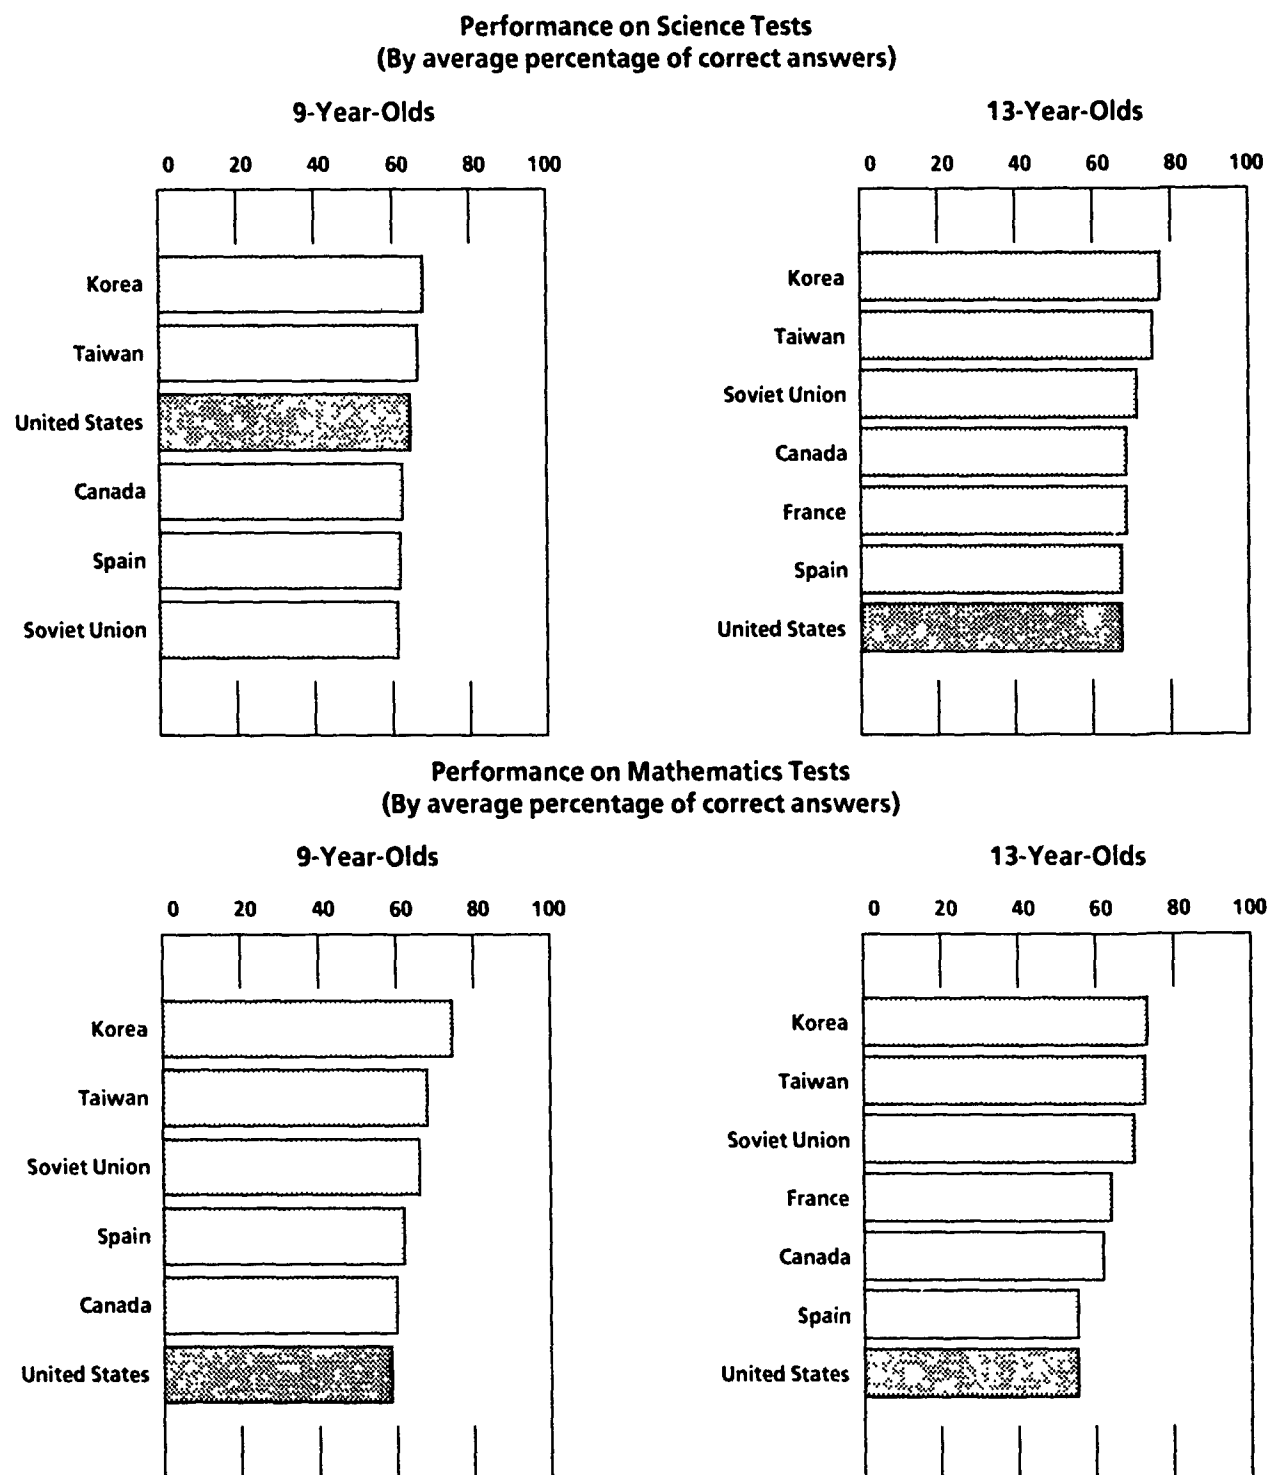 Performance on Science Tests
(By average percentage of correct answers)
9-Year-Olds
0 20 40 60 80 100
Korea
Taiwan
United States
Canada
Spain
Soviet Union
13-Year-Olds
0 20 40 60 80 100
Korea
Taiwan
Soviet Union
Canada
France
Spain
United States
Performance on Mathematics Tests
(By average percentage of correct answers)
9-Year-Olds
0 20 40 60 80 100
Korea
Taiwan
Soviet Union
Spain
Canada
United States
13-Year-Olds
0 20 40 60 80 100
Korea
Taiwan
Soviet Union
France
Canada
Spain
United States